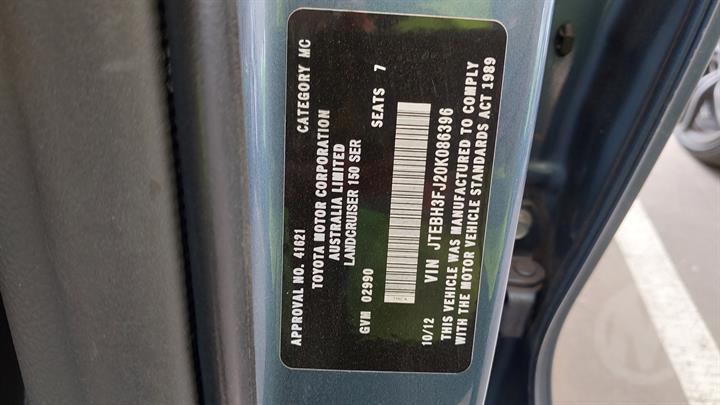 APPROVAL NO. 41621 CATEGORY MC
TOYOTA MOTOR CORPORATION
AUSTRALIA LIMITED
LANDCRUISER 150 SER
GVM 02990 SEATS 7
10/12 VIN JTEBH3FJ20K086396
THIS VEHICLE WAS MANUFACTURED TO COMPLY
WITH THE MOTOR VEHICLE STANDARDS ACT 1989